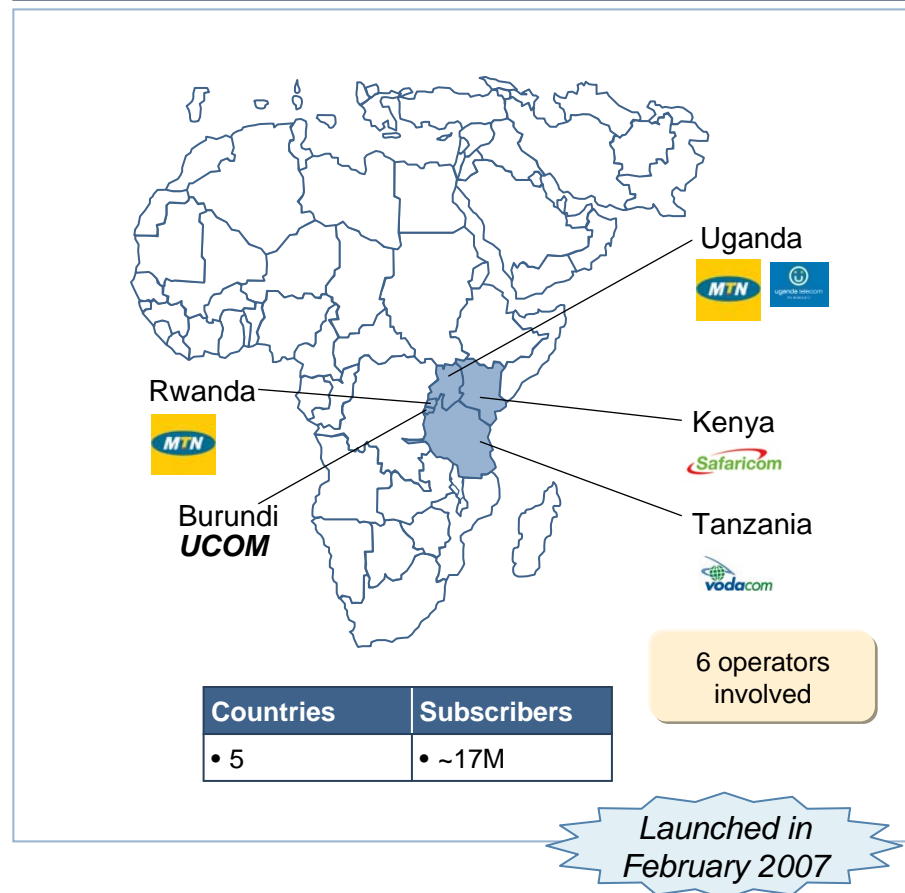 Uganda
MTN
uganda telecom
Rwanda
MTN
Kenya
Safaricom
Burundi
UCOM
Tanzania
vodacom
6 operators
involved
Countries Subscribers
• 5 • ~17M
Launched in
February 2007